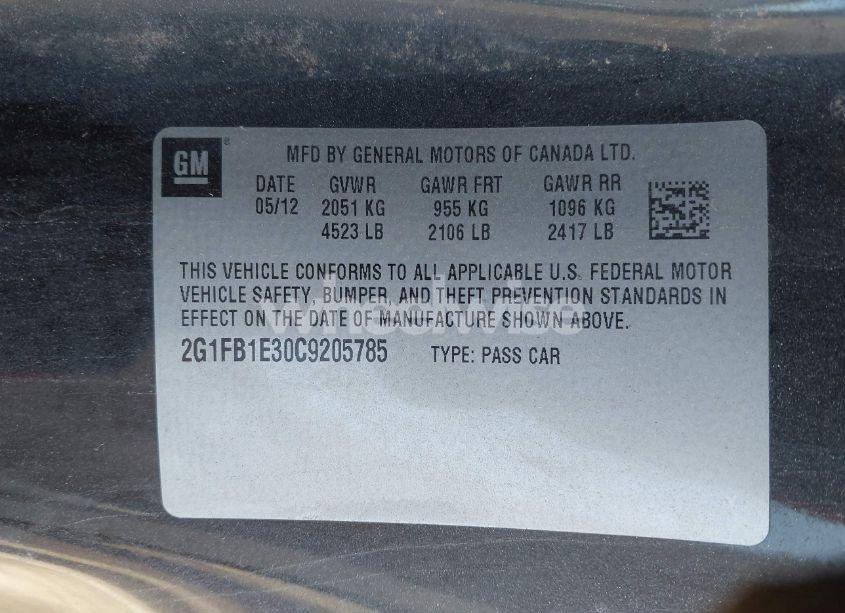 GM
MFD BY GENERAL MOTORS OF CANADA LTD.
DATE GVWR GAWR FRT GAWR RR
05/12 2051 KG 955 KG 1096 KG
4523 LB 2106 LB 2417 LB
THIS VEHICLE CONFORMS TO ALL APPLICABLE U.S. FEDERAL MOTOR
VEHICLE SAFETY, BUMPER, AND THEFT PREVENTION STANDARDS IN
EFFECT ON THE DATE OF MANUFACTURE SHOWN ABOVE.
wheelwise
2G1FB1E30C9205785 TYPE: PASS CAR